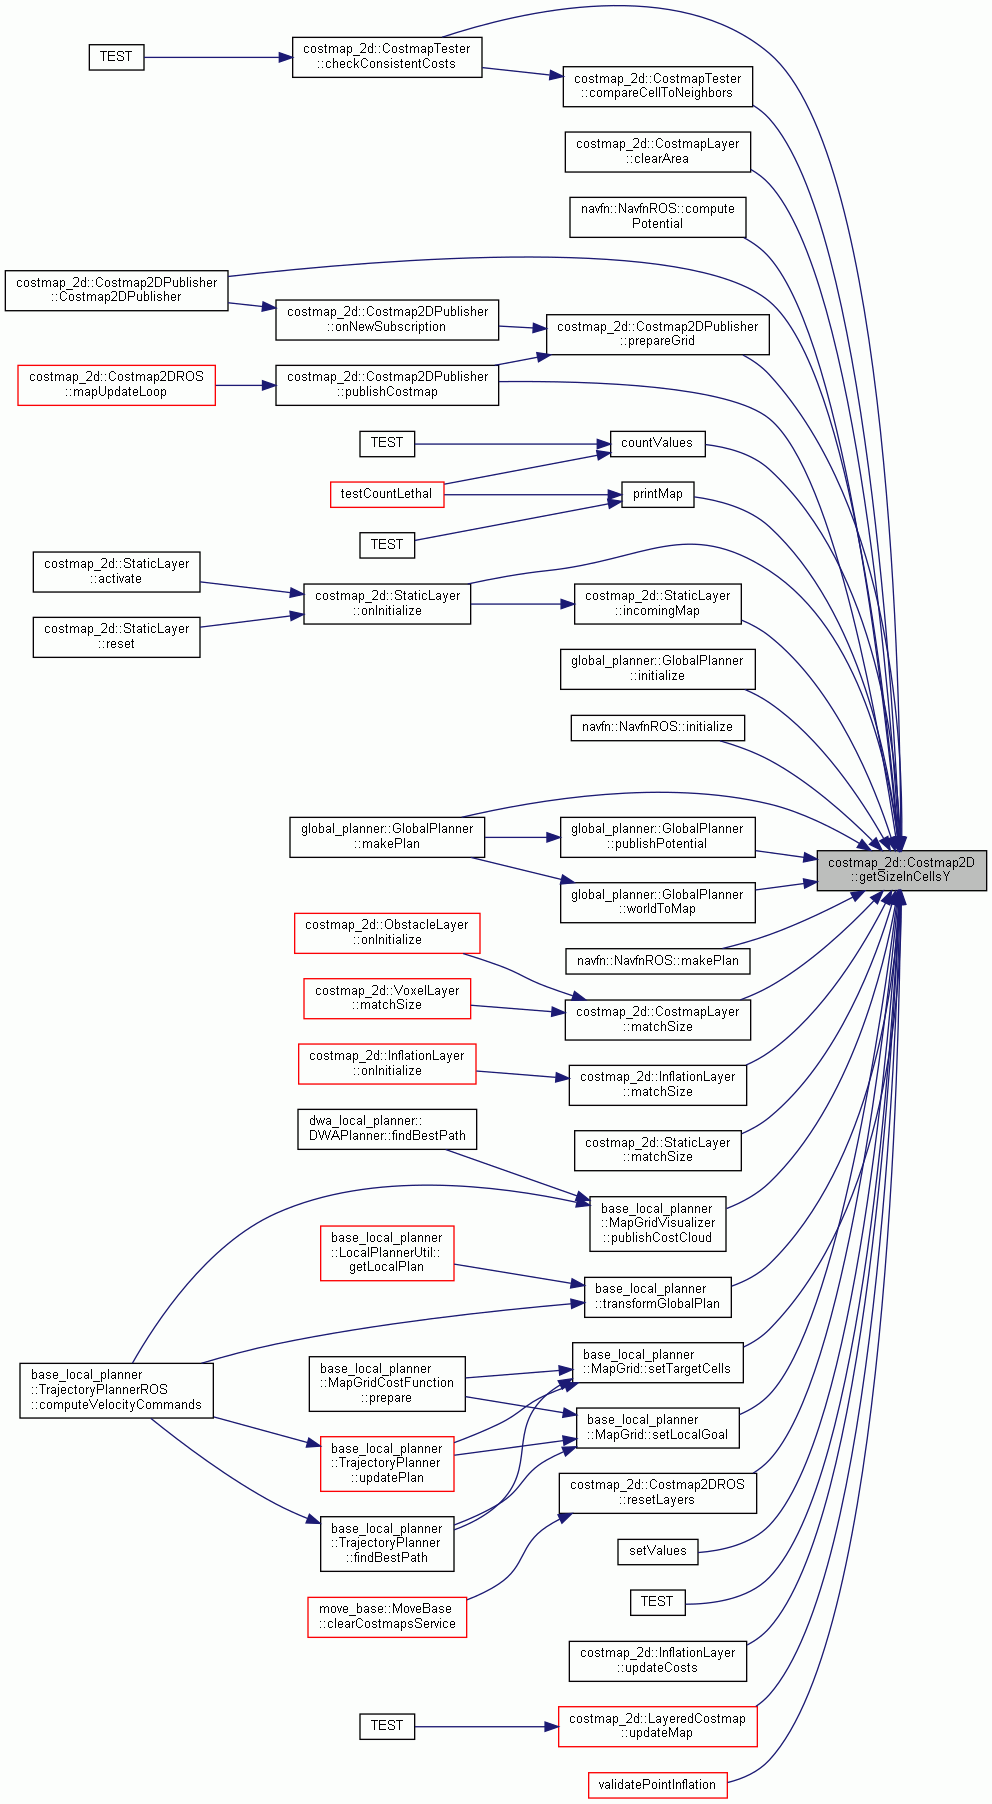 TEST
costmap_2d::CostmapTester
::checkConsistentCosts
costmap_2d::CostmapTester
::compareCellToNeighbors
costmap_2d::CostmapLayer
::clearArea
navfn::NavfnROS::compute
Potential
costmap_2d::Costmap2DPublisher
::Costmap2DPublisher
costmap_2d::Costmap2DPublisher
::onNewSubscription
costmap_2d::Costmap2DPublisher
::prepareGrid
costmap_2d::Costmap2DROS
::mapUpdateLoop
costmap_2d::Costmap2DPublisher
::publishCostmap
TEST
countValues
testCountLethal
printMap
TEST
costmap_2d::StaticLayer
::activate
costmap_2d::StaticLayer
::onInitialize
costmap_2d::StaticLayer
::incomingMap
costmap_2d::StaticLayer
::reset
global_planner::GlobalPlanner
::initialize
navfn::NavfnROS::initialize
global_planner::GlobalPlanner
::makePlan
global_planner::GlobalPlanner
::publishPotential
costmap_2d::Costmap2D
::getSizeInCellsY
global_planner::GlobalPlanner
::worldToMap
costmap_2d::ObstacleLayer
::onInitialize
navfn::NavfnROS::makePlan
costmap_2d::VoxelLayer
::matchSize
costmap_2d::CostmapLayer
::matchSize
costmap_2d::InflationLayer
::onInitialize
costmap_2d::InflationLayer
::matchSize
dwa_local_planner::
DWAPlanner::findBestPath
costmap_2d::StaticLayer
::matchSize
base_local_planner
::MapGridVisualizer
::publishCostCloud
base_local_planner
::LocalPlannerUtil::
getLocalPlan
base_local_planner
::transformGlobalPlan
base_local_planner
::MapGrid::setTargetCells
base_local_planner
::MapGridCostFunction
::prepare
base_local_planner
::TrajectoryPlannerROS
::computeVelocityCommands
base_local_planner
::MapGrid::setLocalGoal
base_local_planner
::TrajectoryPlanner
::updatePlan
costmap_2d::Costmap2DROS
::resetLayers
base_local_planner
::TrajectoryPlanner
::findBestPath
setValues
TEST
move_base::MoveBase
::clearCostmapsService
costmap_2d::InflationLayer
::updateCosts
TEST
costmap_2d::LayeredCostmap
::updateMap
validatePointInflation